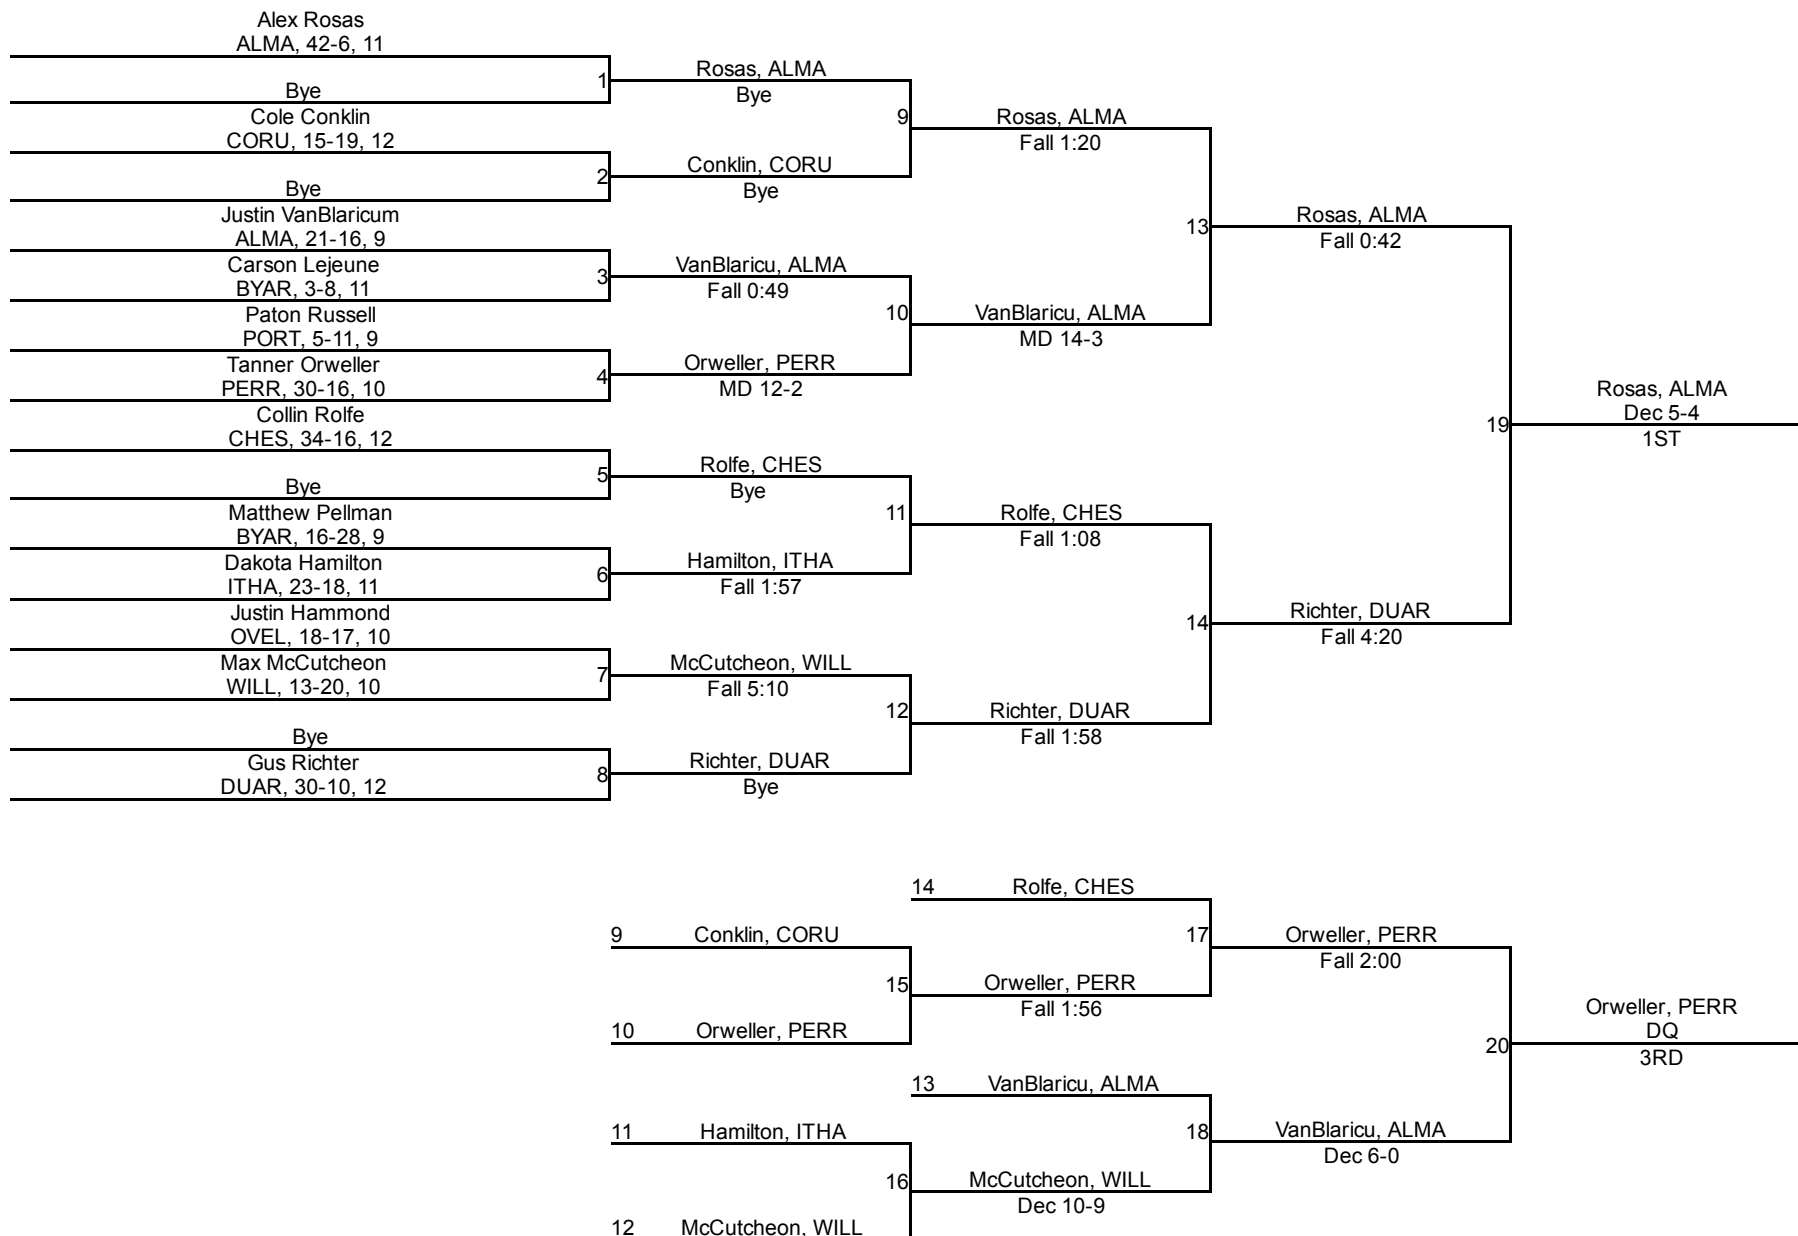 Alex Rosas
ALMA, 42-6, 11
1
Bye
Cole Conklin
CORU, 15-19, 12
2
Bye
Justin VanBlaricum
ALMA, 21-16, 9
Carson Lejeune
3
BYAR, 3-8, 11
Paton Russell
PORT, 5-11, 9
Tanner Orweller
4
PERR, 30-16, 10
Collin Rolfe
CHES, 34-16, 12
5
Bye
Matthew Pellman
BYAR, 16-28, 9
Dakota Hamilton
6
ITHA, 23-18, 11
Justin Hammond
OVEL, 18-17, 10
Max McCutcheon
7
WILL, 13-20, 10
Bye
Gus Richter
8
DUAR, 30-10, 12
Rosas, ALMA
Bye
9
Conklin, CORU
Bye
VanBlaricu, ALMA
Fall 0:49
10
Orweller, PERR
MD 12-2
Rolfe, CHES
Bye
11
Hamilton, ITHA
Fall 1:57
McCutcheon, WILL
Fall 5:10
12
Richter, DUAR
Bye
Rosas, ALMA
Fall 1:20
13
VanBlaricu, ALMA
MD 14-3
Rolfe, CHES
Fall 1:08
14
Richter, DUAR
Fall 1:58
Rosas, ALMA
Fall 0:42
19
Richter, DUAR
Fall 4:20
Rosas, ALMA
Dec 5-4
1ST
14 Rolfe, CHES
9 Conklin, CORU
17
15
Orweller, PERR
Fall 1:56
10 Orweller, PERR
Orweller, PERR
Fall 2:00
13 VanBlaricu, ALMA
11 Hamilton, ITHA
18
16
McCutcheon, WILL
Dec 10-9
12 McCutcheon, WILL
VanBlaricu, ALMA
Dec 6-0
20
Orweller, PERR
DQ
3RD